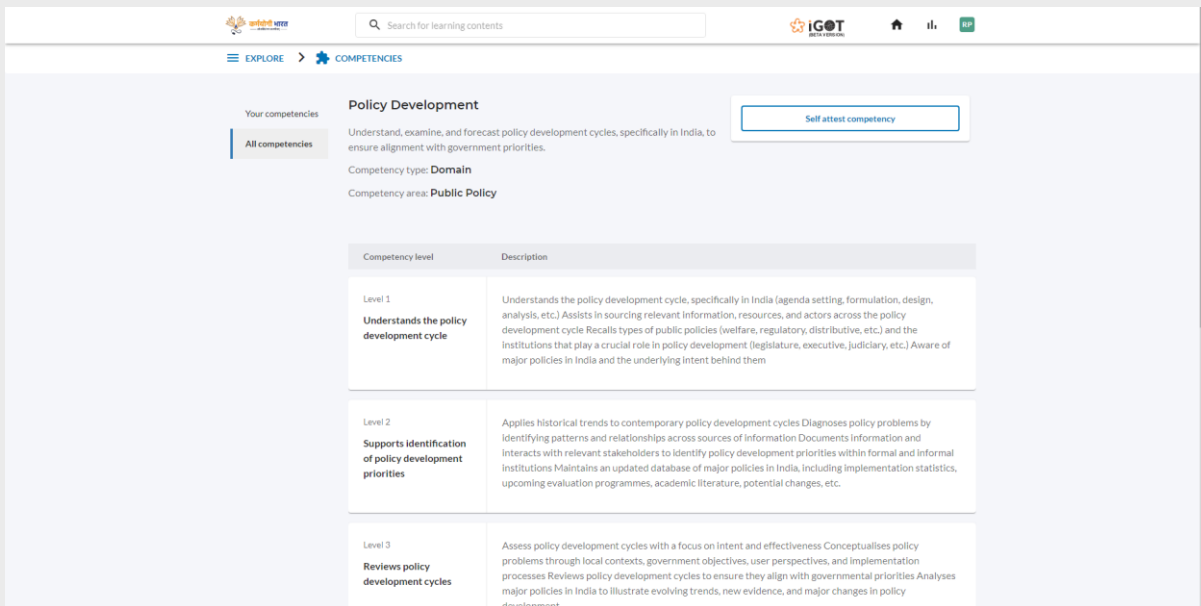 कर्मयोगी भारत
Search for learning contents
iGOT
(BETA VERSION)
RP
EXPLORE
COMPETENCIES
Your competencies
All competencies
Policy Development
Understand, examine, and forecast policy development cycles, specifically in India, to
ensure alignment with government priorities.
Competency type: Domain
Competency area: Public Policy
Self attest competency
Competency level
Description
Level 1
Understands the policy
development cycle
Understands the policy development cycle, specifically in India (agenda setting, formulation, design,
analysis, etc.) Assists in sourcing relevant information, resources, and actors across the policy
development cycle Recalls types of public policies (welfare, regulatory, distributive, etc.) and the
institutions that play a crucial role in policy development (legislature, executive, judiciary, etc.) Aware of
major policies in India and the underlying intent behind them
Level 2
Supports identification
of policy development
priorities
Applies historical trends to contemporary policy development cycles Diagnoses policy problems by
identifying patterns and relationships across sources of information Documents information and
interacts with relevant stakeholders to identify policy development priorities within formal and informal
institutions Maintains an updated database of major policies in India, including implementation statistics,
upcoming evaluation programmes, academic literature, potential changes, etc.
Level 3
Reviews policy
development cycles
Assess policy development cycles with a focus on intent and effectiveness Conceptualises policy
problems through local contexts, government objectives, user perspectives, and implementation
processes Reviews policy development cycles to ensure they align with governmental priorities Analyses
major policies in India to illustrate evolving trends, new evidence, and major changes in policy
development